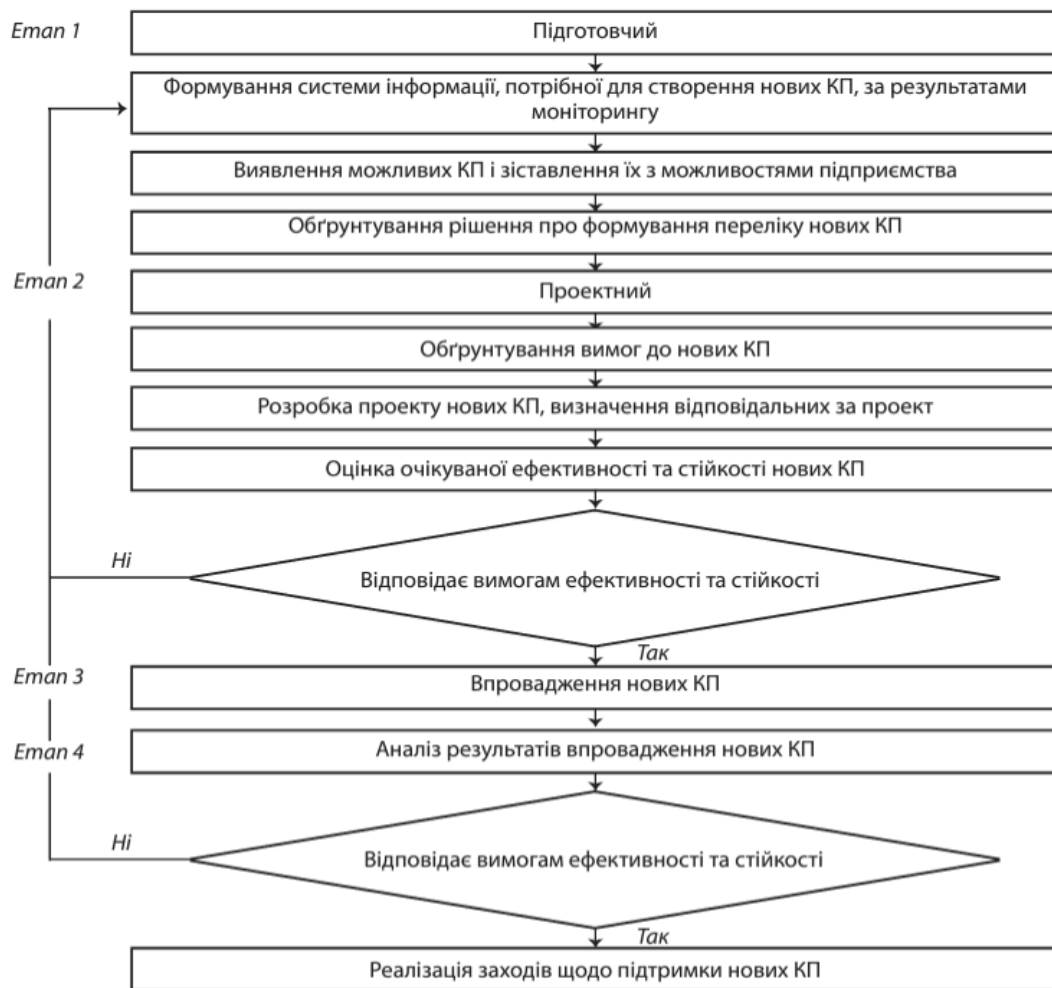 Етап 1
Підготовчий
Формування системи інформації, потрібної для створення нових КП, за результатами
моніторингу
Виявлення можливих КП і зіставлення їх з можливостями підприємства
Обґрунтування рішення про формування переліку нових КП
Етап 2
Проектний
Обґрунтування вимог до нових КП
Розробка проекту нових КП, визначення відповідальних за проект
Оцінка очікуваної ефективності та стійкості нових КП
Ні
Відповідає вимогам ефективності та стійкості
Так
Етап 3
Впровадження нових КП
Етап 4
Аналіз результатів впровадження нових КП
Ні
Відповідає вимогам ефективності та стійкості
Так
Реалізація заходів щодо підтримки нових КП